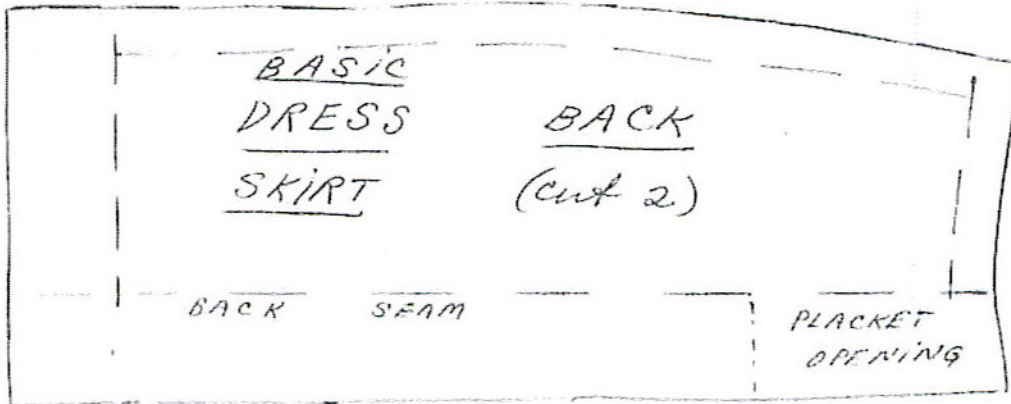 BASIC
DRESS
SKIRT
BACK
(cut 2)
BACK SEAM
PLACKET
OPENING